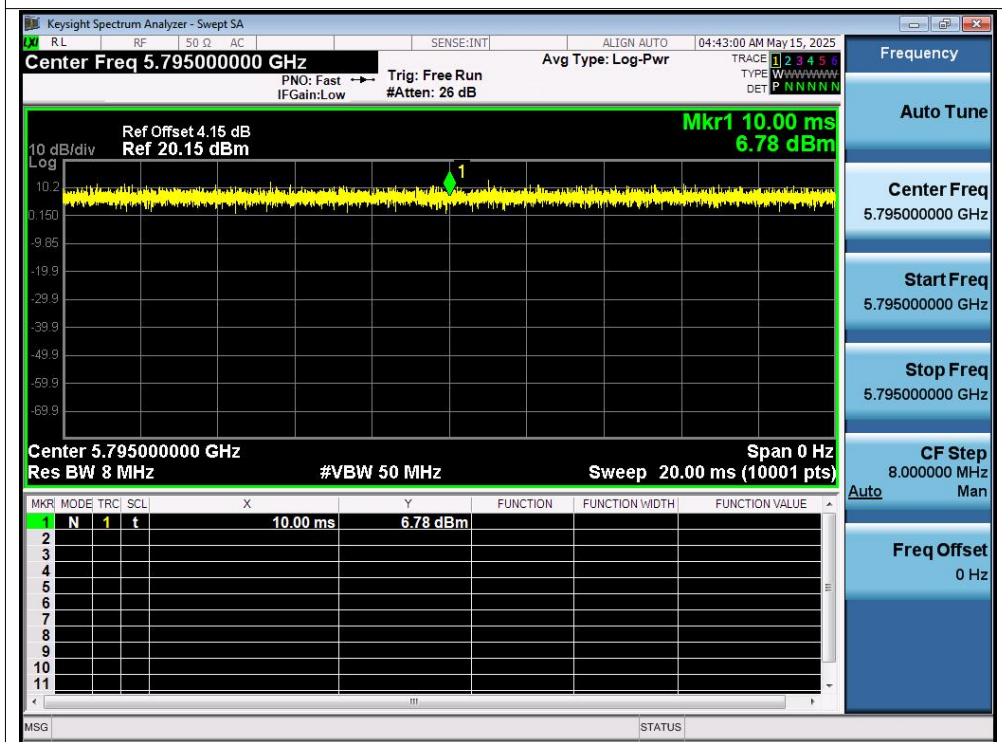 Keysight Spectrum Analyzer - Swept SA
LXI RL RF 50 Ω AC SENSE:INT ALIGN AUTO 04:43:00 AM May 15, 2025
Center Freq 5.795000000 GHz
PNO: Fast
IFGain:Low
Trig: Free Run
#Atten: 26 dB
Avg Type: Log-Pwr
TRACE 1 2 3 4 5 6
TYPE WWWWWW
DET P N N N N N
Mkr1 10.00 ms
6.78 dBm
Ref Offset 4.15 dB
10 dB/div Ref 20.15 dBm
Log
1
10.2
0.150
-9.85
-19.9
-29.9
-39.9
-49.9
-59.9
-69.9
Center 5.795000000 GHz Span 0 Hz
Res BW 8 MHz #VBW 50 MHz Sweep 20.00 ms (10001 pts)
MKR MODE TRC SCL X Y FUNCTION FUNCTION WIDTH FUNCTION VALUE
1 N 1 t 10.00 ms 6.78 dBm
2
3
4
5
6
7
8
9
10
11
MSG STATUS
Frequency
Auto Tune
Center Freq
5.795000000 GHz
Start Freq
5.795000000 GHz
Stop Freq
5.795000000 GHz
CF Step
8.000000 MHz
Auto Man
Freq Offset
0 Hz